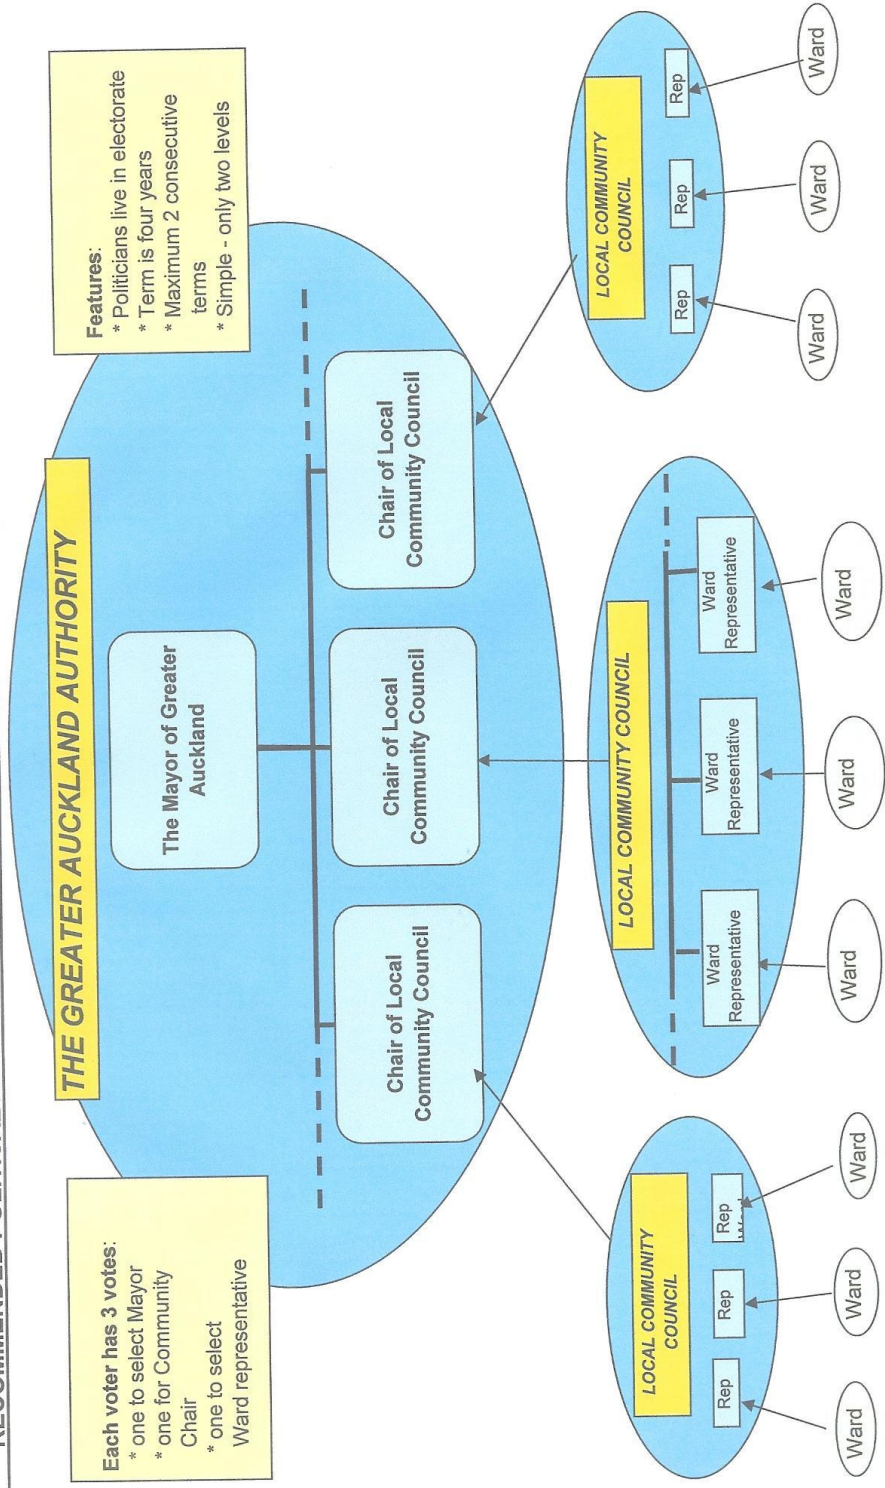 RECOMMENDED
THE GREATER AUCKLAND AUTHORITY
Each voter has 3 votes:
* one to select Mayor
* one for Community
Chair
* one to select
Ward representative
Features:
* Politicians live in electorate
* Term is four years
* Maximum 2 consecutive
terms
* Simple - only two levels
The Mayor of Greater
Auckland
Chair of Local
Community Council
Chair of Local
Community Council
Chair of Local
Community Council
LOCAL COMMUNITY
COUNCIL
Rep
Rep
Rep
Ward
Ward
Ward
LOCAL COMMUNITY COUNCIL
Ward
Representative
Ward
Representative
Ward
Representative
Ward
Ward
Ward
LOCAL COMMUNITY
COUNCIL
Rep
Rep
Rep
Ward
Ward
Ward